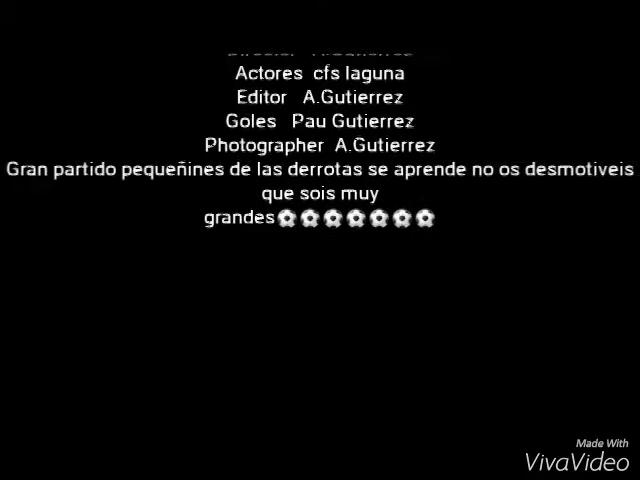 Actores cfs laguna
Editor A.Gutierrez
Goles Pau Gutierrez
Photographer A.Gutierrez
Gran partido pequeñines de las derrotas se aprende no os desmotiveis
que sois muy
grandes⚽⚽⚽⚽⚽⚽⚽
Made With
VivaVideo